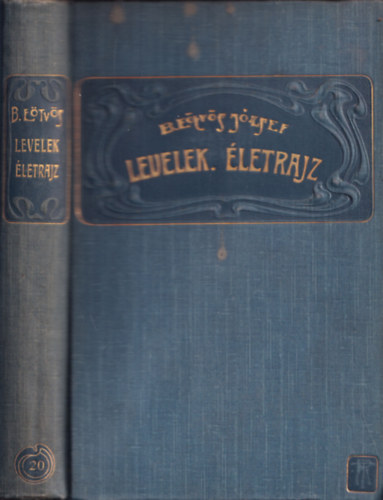 B. EÖTVÖS
LEVELEK
ÉLETRAJZ
20
B. EÖTVÖS JÓZSEF
LEVELEK. ÉLETRAJZ